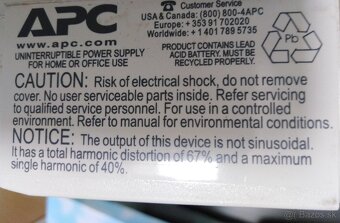 APC
www.apc.com
UNINTERRUPTIBLE POWER SUPPLY
FOR HOME OR OFFICE USE
Customer Service
USA & Canada: (800) 800-4APC
Europe: +353 91 702020
Worldwide: +1 401 789 5735
PRODUCT CONTAINS LEAD
ACID BATTERY. MUST BE
RECYCLED PROPERLY.
Pb
CAUTION: Risk of electrical shock, do not remove
cover. No user serviceable parts inside. Refer servicing
to qualified service personnel. For use in a controlled
environment. Refer to manual for environmental conditions.
NOTICE: The output of this device is not sinusoidal.
It has a total harmonic distortion of 67% and a maximum
single harmonic of 40%.
Bazos.sk